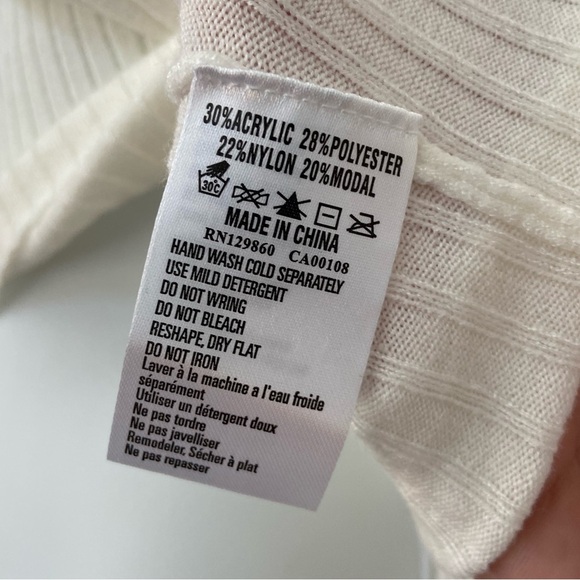 30%ACRYLIC 28%POLYESTER
22%NYLON 20%MODAL
30°C
MADE IN CHINA
RN129860 CA00108
HAND WASH COLD SEPARATELY
USE MILD DETERGENT
DO NOT WRING
DO NOT BLEACH
RESHAPE, DRY FLAT
DO NOT IRON
Laver à la machine a l'eau froide
séparément
Utiliser un détergent doux
Ne pas tordre
Ne pas javelliser
Remodeler, Sécher à plat
Ne pas repasser